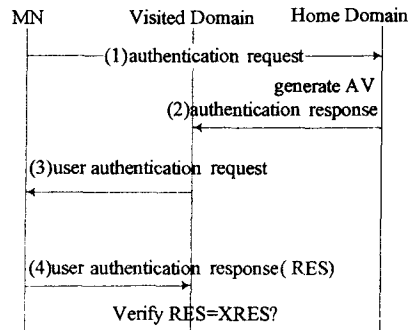 MN Visited Domain Home Domain
(1)authentication request
generate AV
(2)authentication response
(3)user authentication request
(4)user authentication response( RES)
Verify RES=XRES?